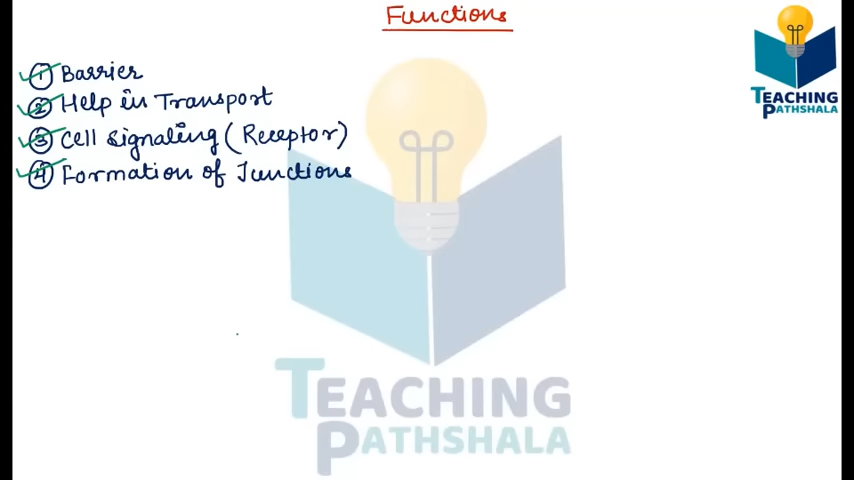 Functions
① Barrier
② Help in Transport
③ Cell Signaling (Receptor)
④ Formation of Junctions
TEACHING
PATHSHALA
TEACHING
PATHSHALA